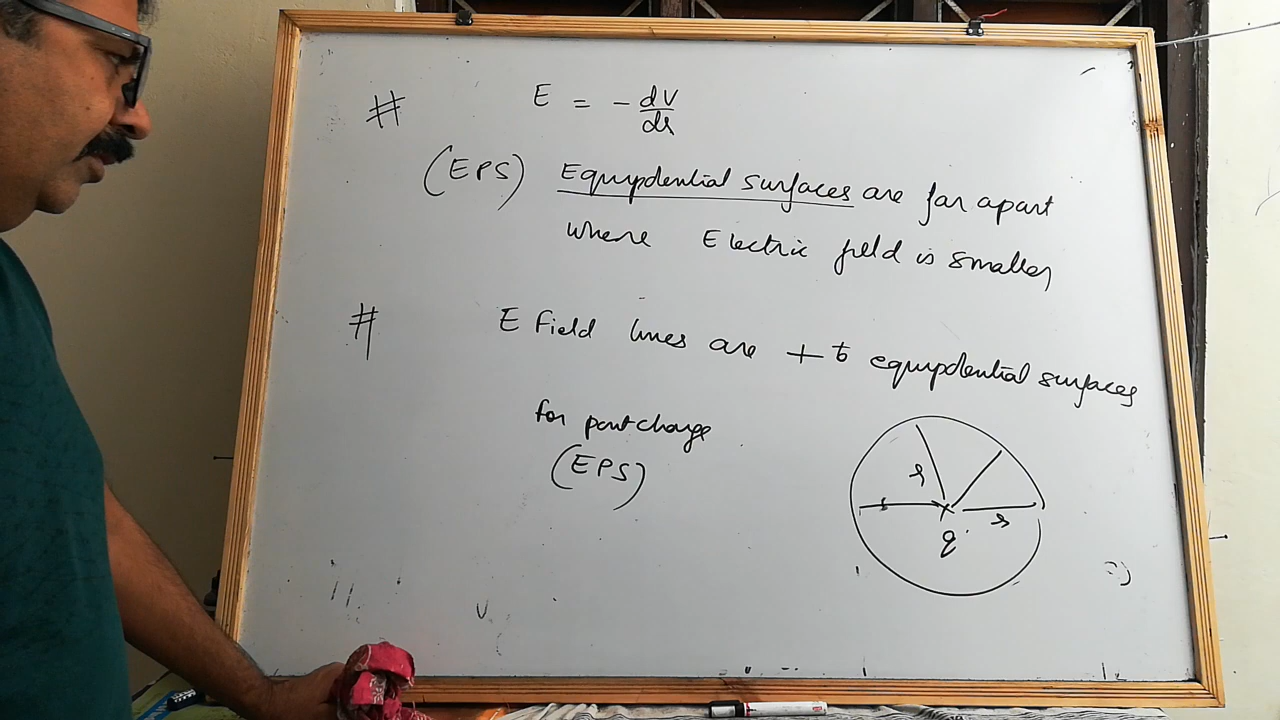 # E = - dV/dr
(EPS) Equipotential surfaces are far apart
where Electric field is smaller
# E Field lines are ⊥ to equipotential surfaces
for point charge
(EPS)
r
r
q